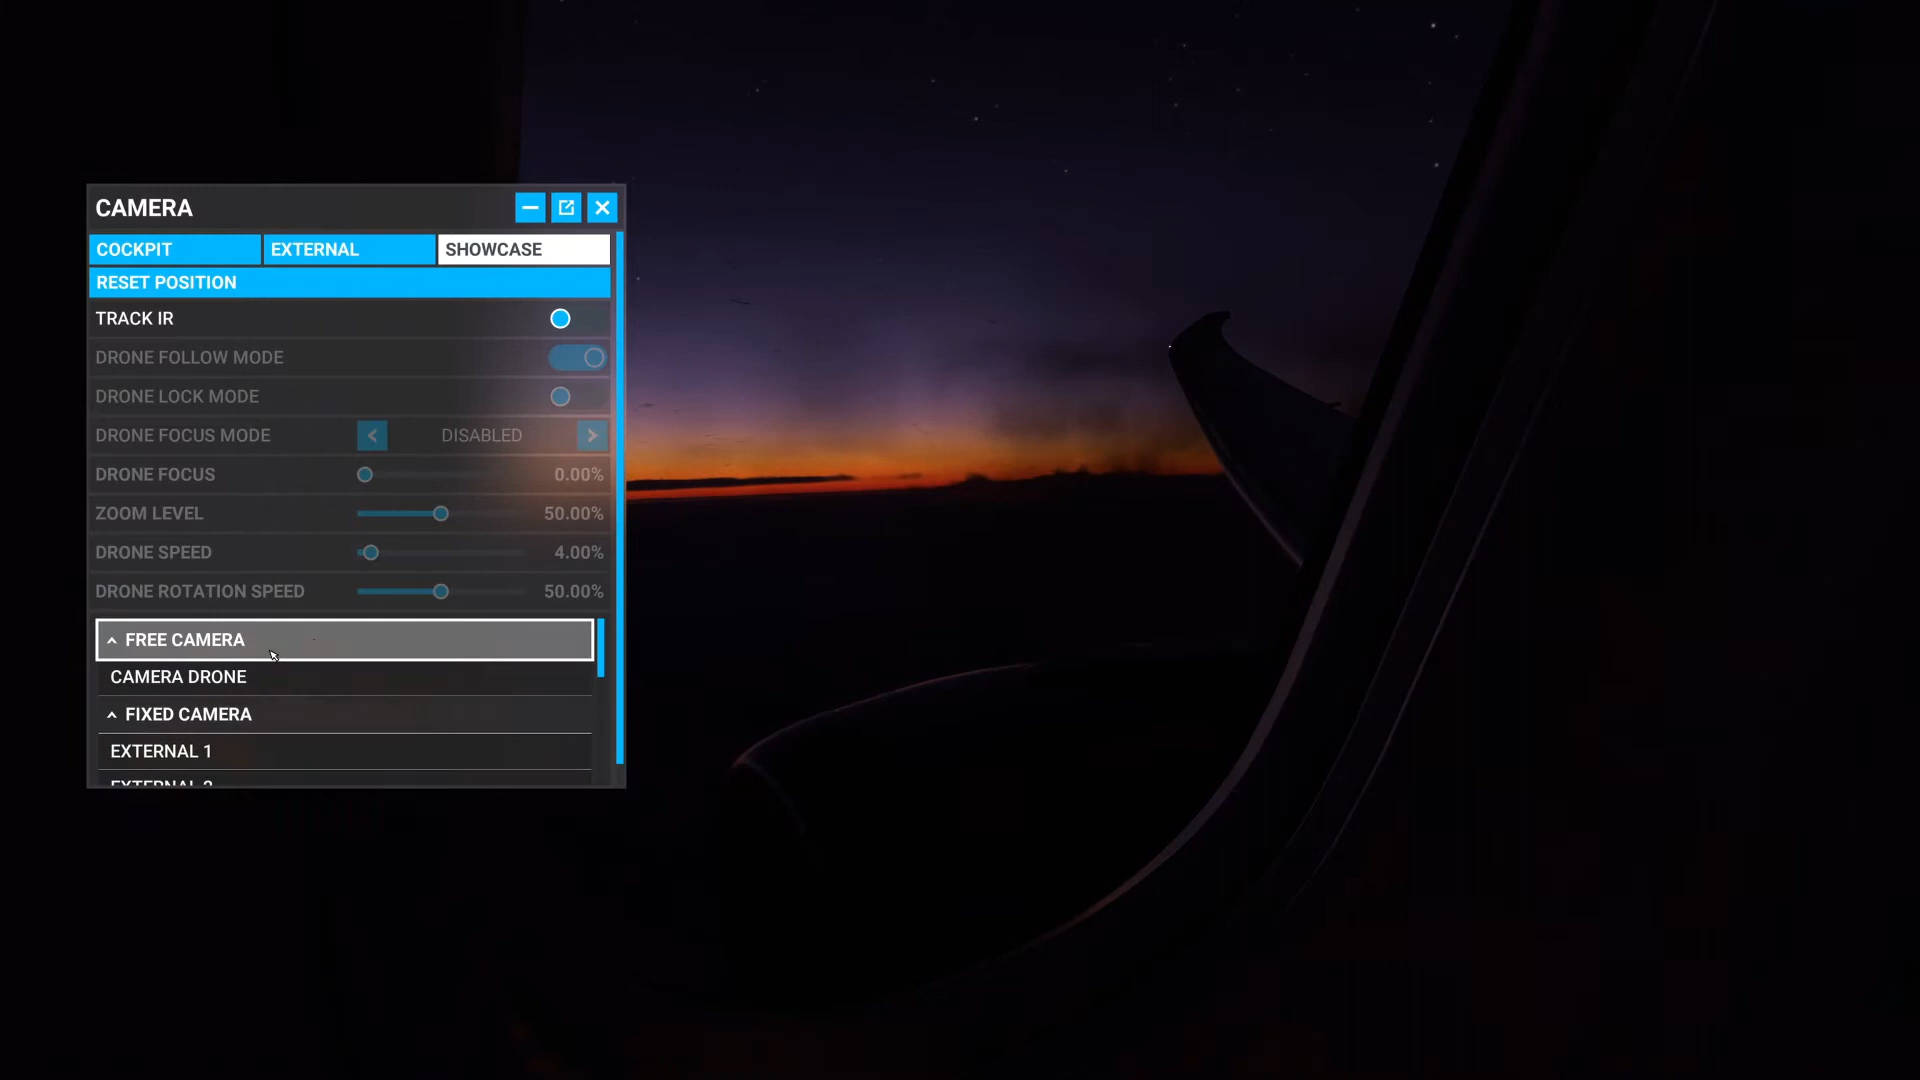 CAMERA
COCKPIT EXTERNAL SHOWCASE
RESET POSITION
TRACK IR
DRONE FOLLOW MODE
DRONE LOCK MODE
DRONE FOCUS MODE DISABLED
DRONE FOCUS 0.00%
ZOOM LEVEL 50.00%
DRONE SPEED 4.00%
DRONE ROTATION SPEED 50.00%
FREE CAMERA
CAMERA DRONE
FIXED CAMERA
EXTERNAL 1
EXTERNAL 2